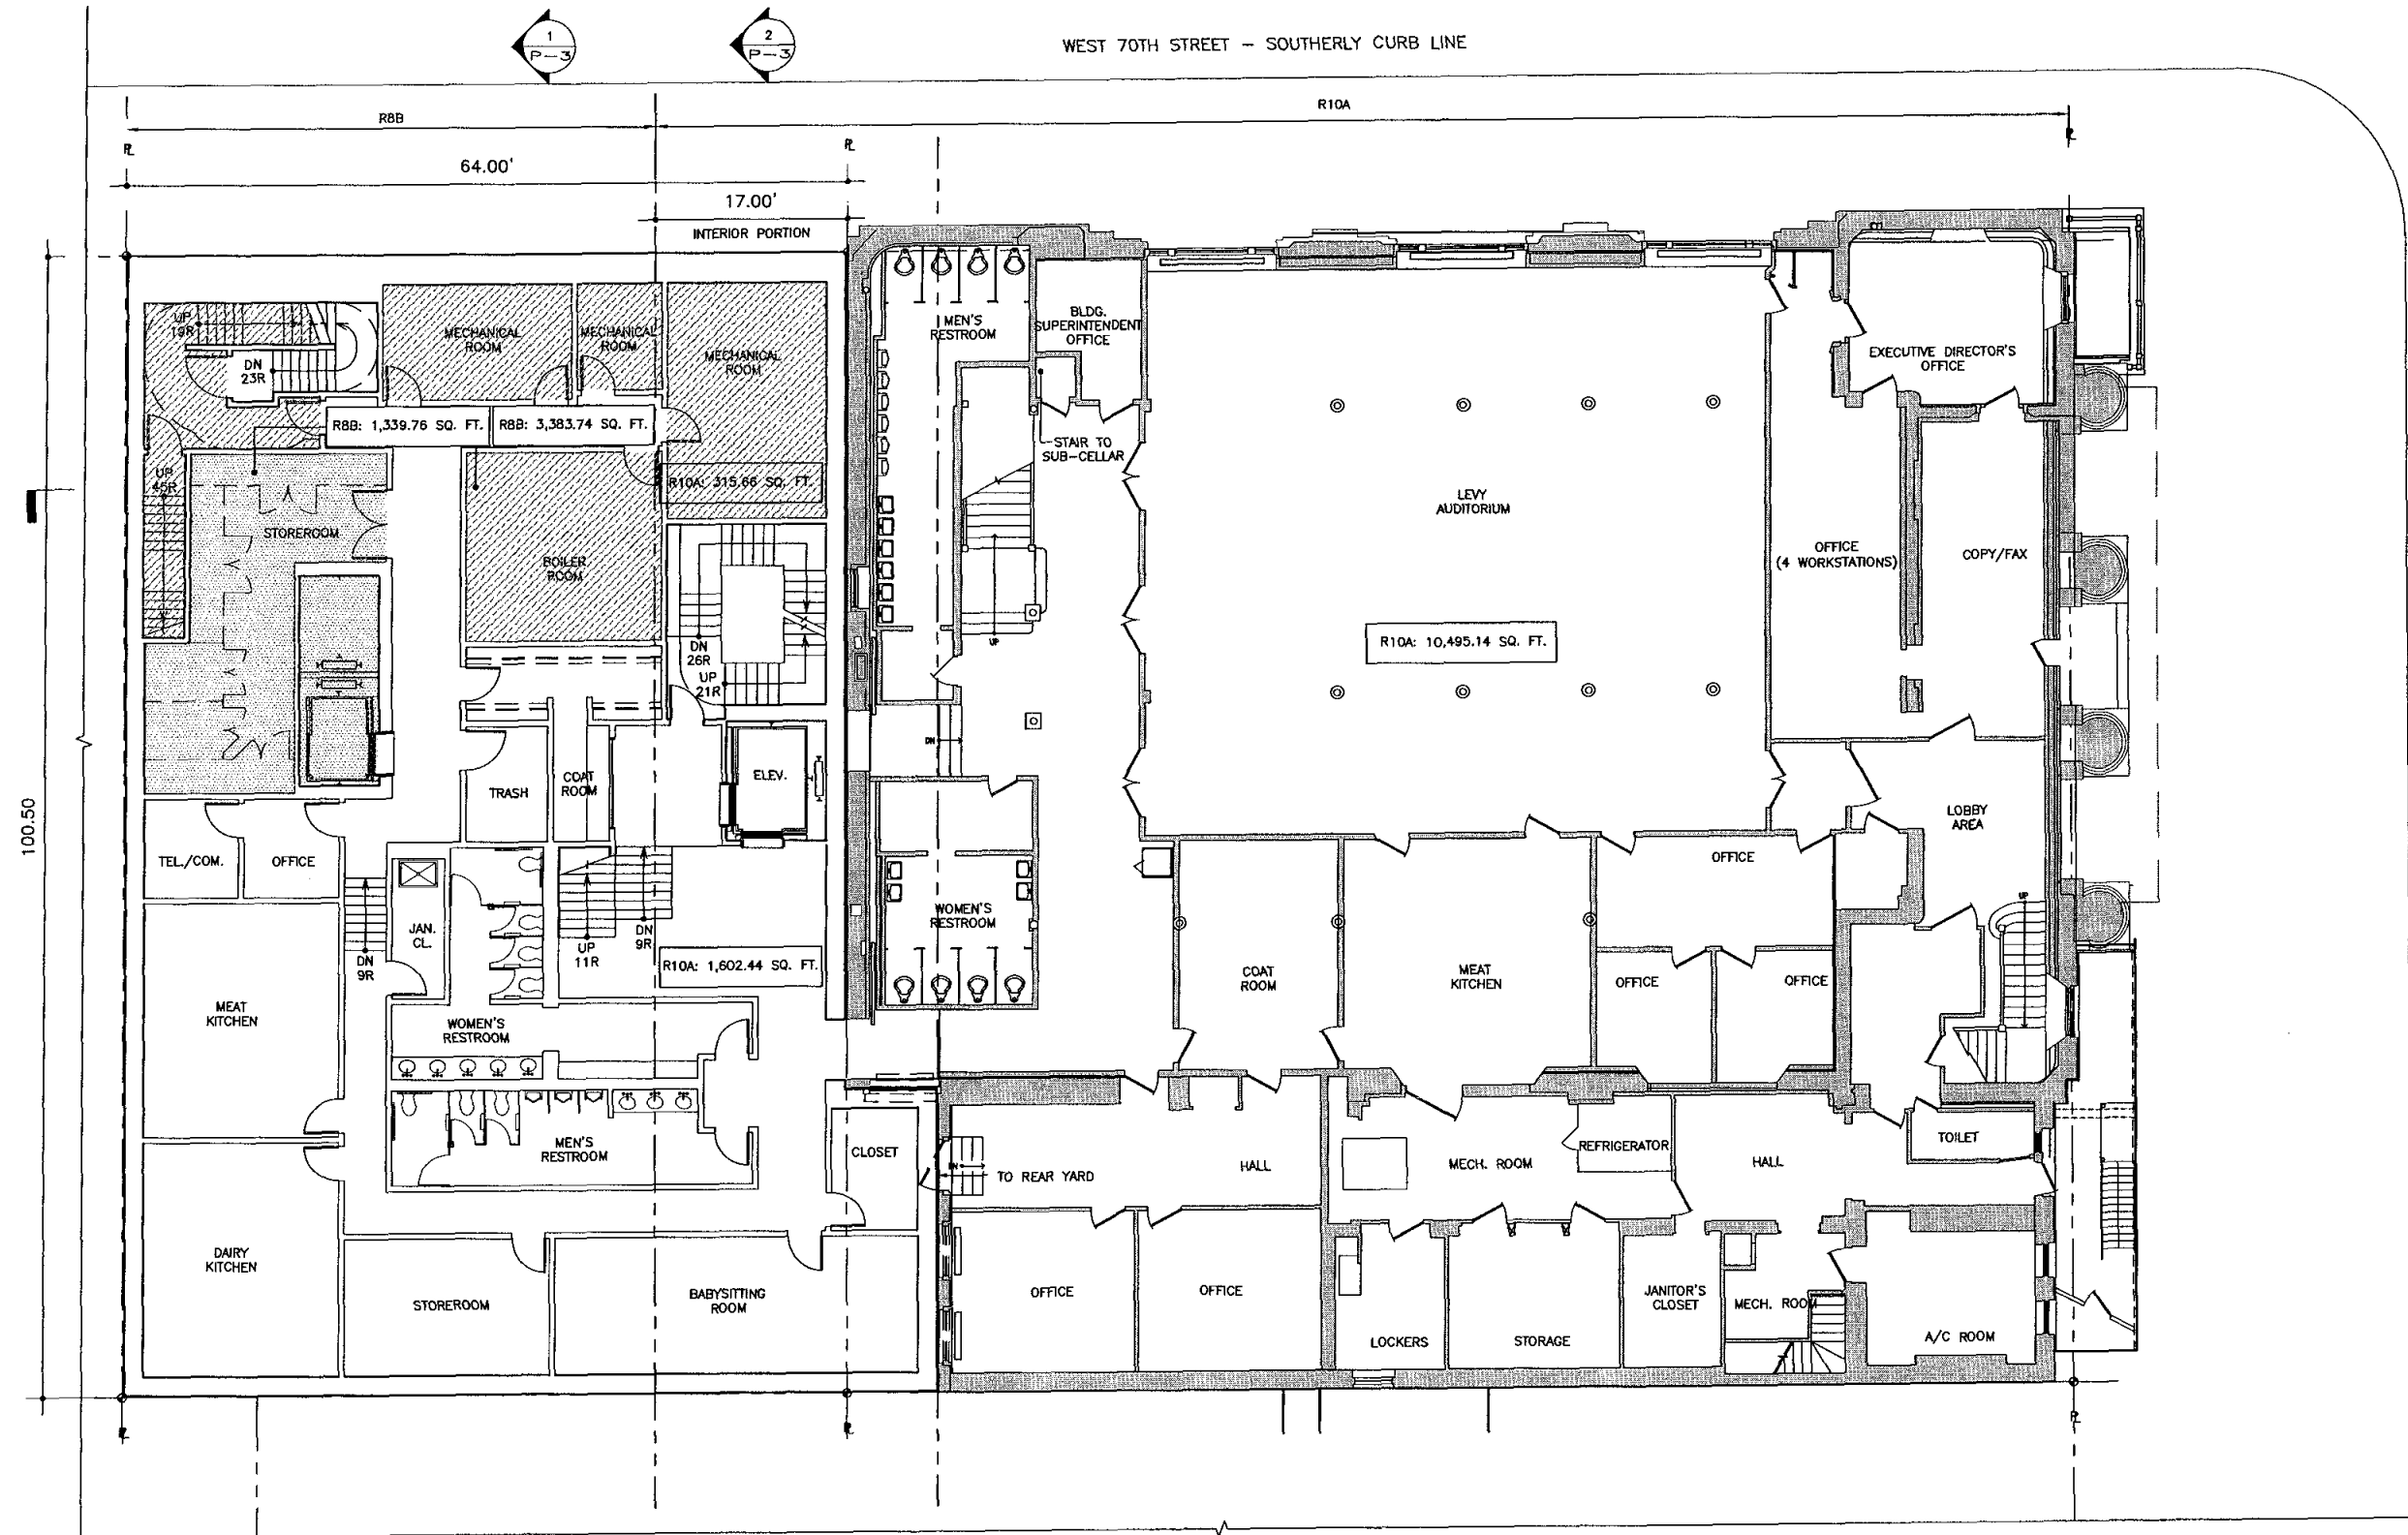 1
P-3
2
P-3
WEST 70TH STREET - SOUTHERLY CURB LINE
R8B
R10A
64.00'
17.00'
INTERIOR PORTION
100.50
UP
19R
DN
23R
MECHANICAL
ROOM
MECHANICAL
ROOM
MECHANICAL
ROOM
R8B: 1,339.76 SQ. FT.
R8B: 3,383.74 SQ. FT.
R10A: 315.66 SQ. FT.
UP
45R
STOREROOM
BOILER
ROOM
DN
26R
UP
21R
TRASH
COAT
ROOM
ELEV.
TEL./COM.
OFFICE
JAN.
CL.
DN
9R
UP
11R
DN
9R
R10A: 1,602.44 SQ. FT.
MEAT
KITCHEN
WOMEN'S
RESTROOM
MEN'S
RESTROOM
CLOSET
DAIRY
KITCHEN
STOREROOM
BABYSITTING
ROOM
MEN'S
RESTROOM
BLDG.
SUPERINTENDENT
OFFICE
STAIR TO
SUB-CELLAR
UP
DN
LEVY
AUDITORIUM
R10A: 10,495.14 SQ. FT.
EXECUTIVE DIRECTOR'S
OFFICE
OFFICE
(4 WORKSTATIONS)
COPY/FAX
LOBBY
AREA
UP
WOMEN'S
RESTROOM
COAT
ROOM
MEAT
KITCHEN
OFFICE
OFFICE
OFFICE
DN
TO REAR YARD
HALL
MECH. ROOM
REFRIGERATOR
HALL
TOILET
OFFICE
OFFICE
LOCKERS
STORAGE
JANITOR'S
CLOSET
MECH. ROOM
A/C ROOM